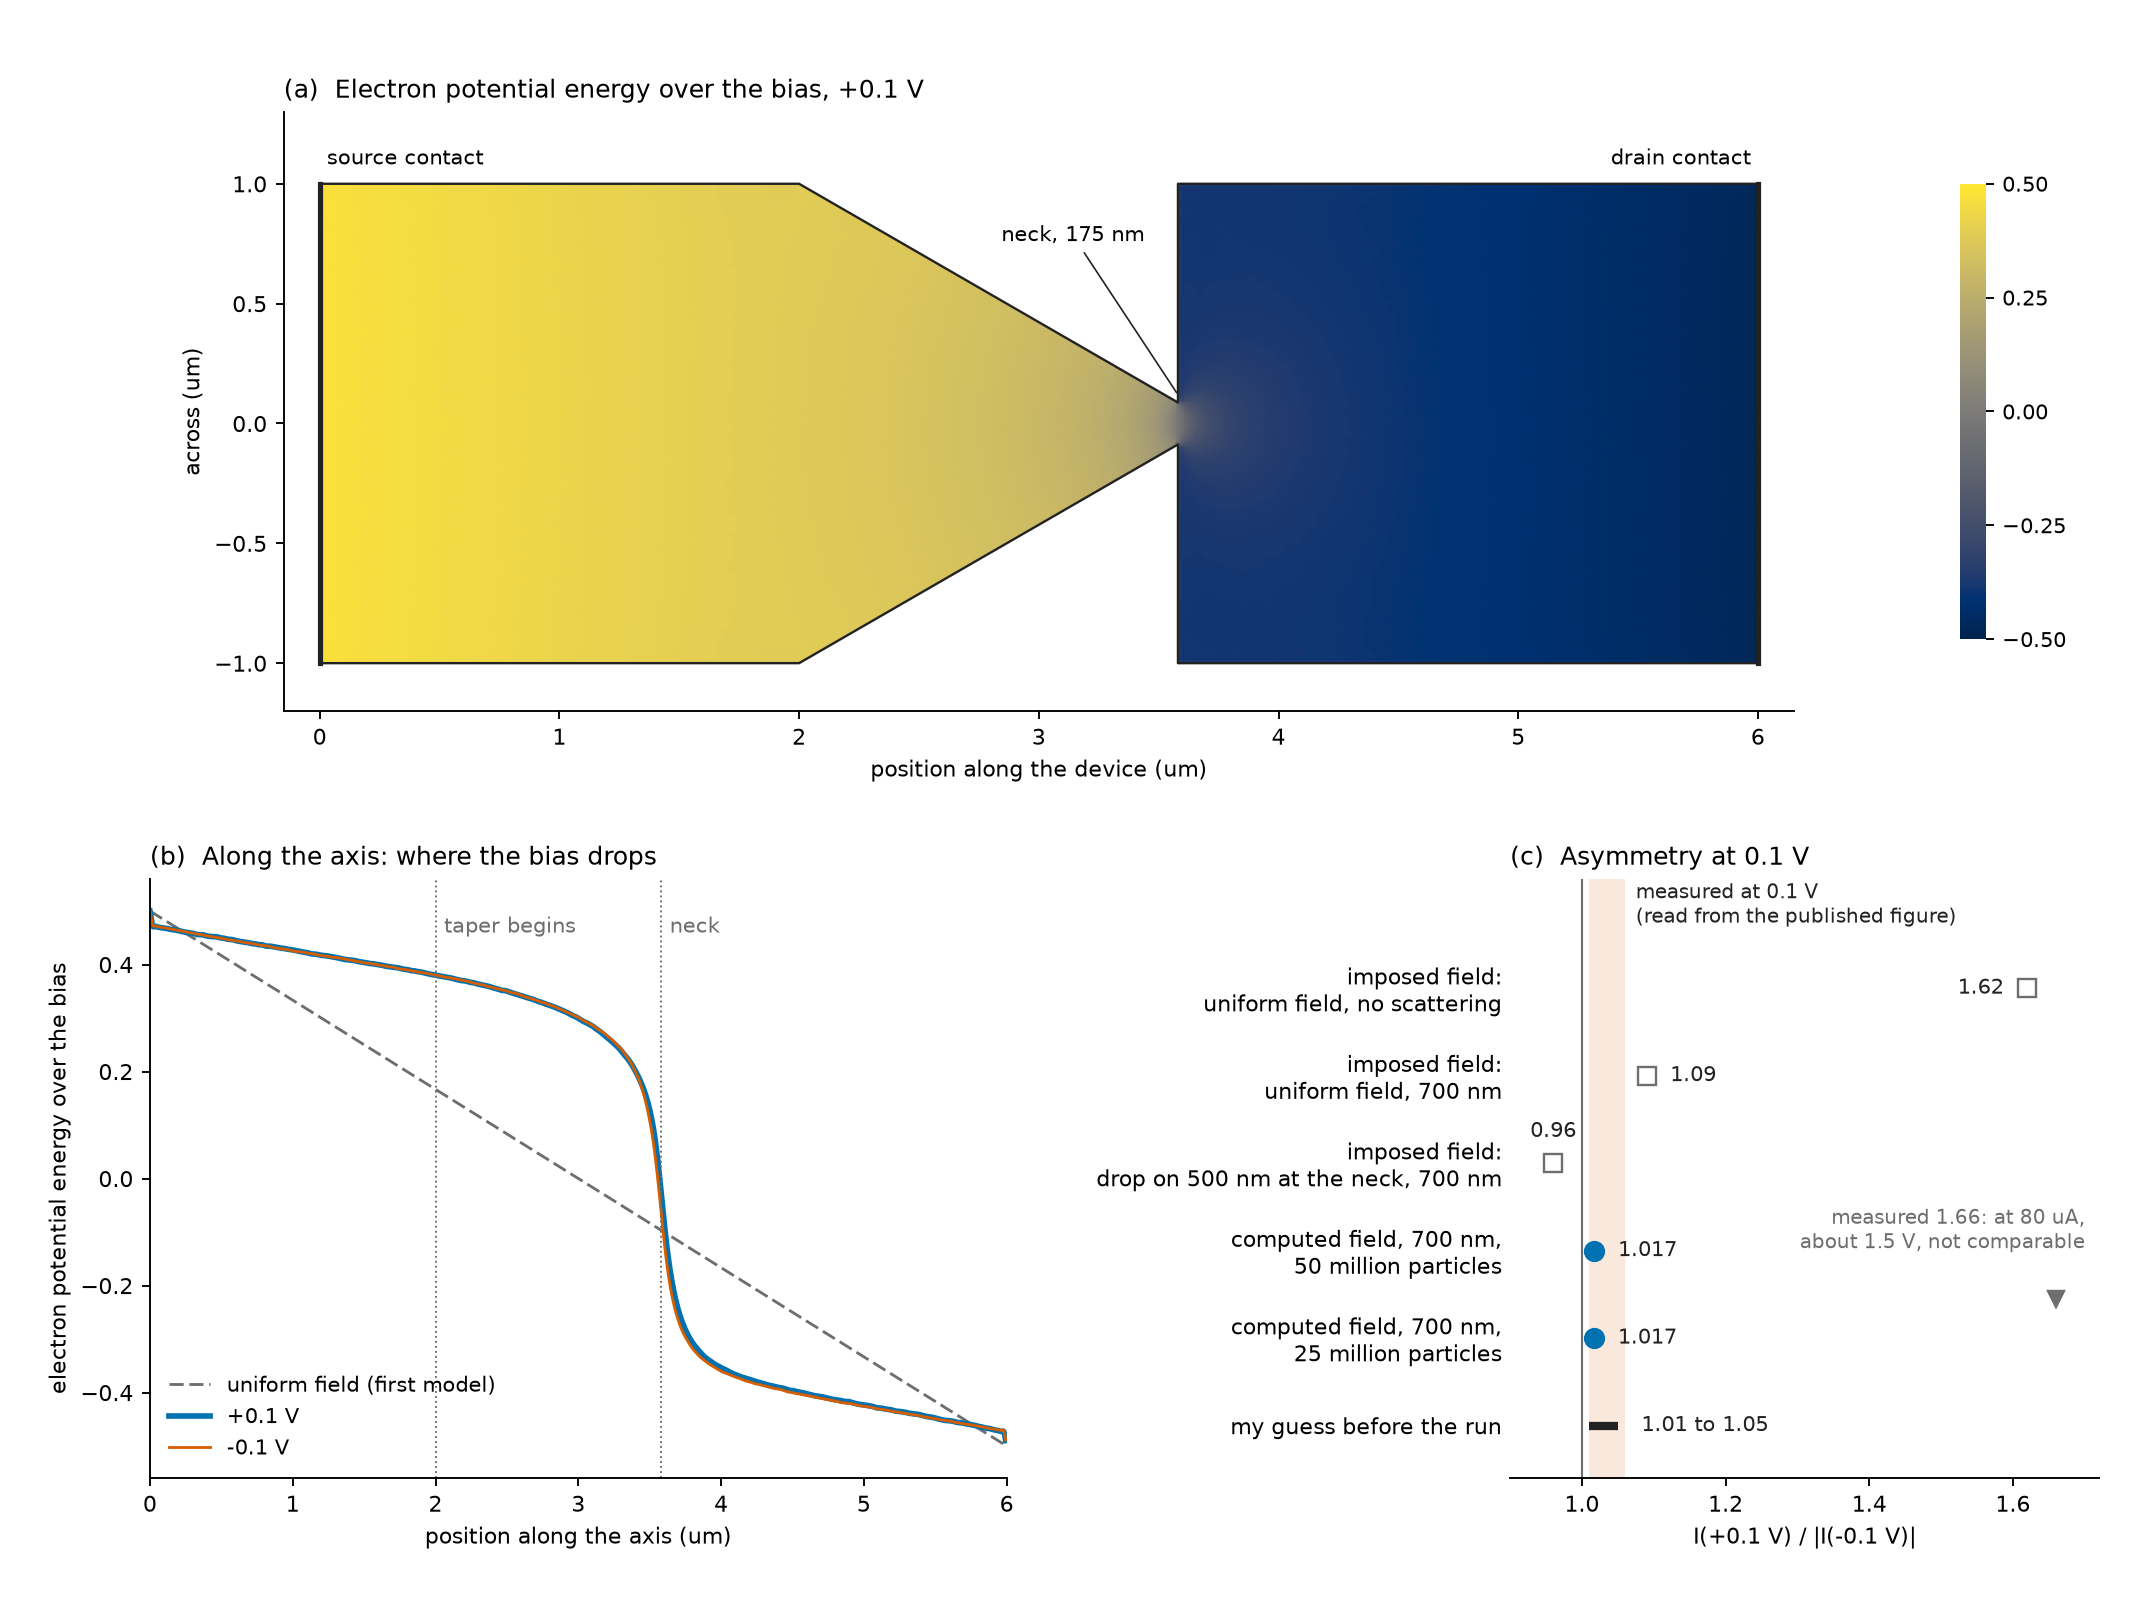 (a)  Electron potential energy over the bias, +0.1 V
source contact
drain contact
neck, 175 nm
1.0
0.5
0.0
−0.5
−1.0
across (um)
0
1
2
3
4
5
6
position along the device (um)
0.50
0.25
0.00
−0.25
−0.50
(b)  Along the axis: where the bias drops
taper begins
neck
0.4
0.2
0.0
−0.2
−0.4
electron potential energy over the bias
uniform field (first model)
+0.1 V
-0.1 V
0
1
2
3
4
5
6
position along the axis (um)
(c)  Asymmetry at 0.1 V
measured at 0.1 V
(read from the published figure)
imposed field:
uniform field, no scattering
1.62
imposed field:
uniform field, 700 nm
1.09
imposed field:
drop on 500 nm at the neck, 700 nm
0.96
measured 1.66: at 80 uA,
about 1.5 V, not comparable
computed field, 700 nm,
50 million particles
1.017
computed field, 700 nm,
25 million particles
1.017
my guess before the run
1.01 to 1.05
1.0
1.2
1.4
1.6
I(+0.1 V) / |I(-0.1 V)|